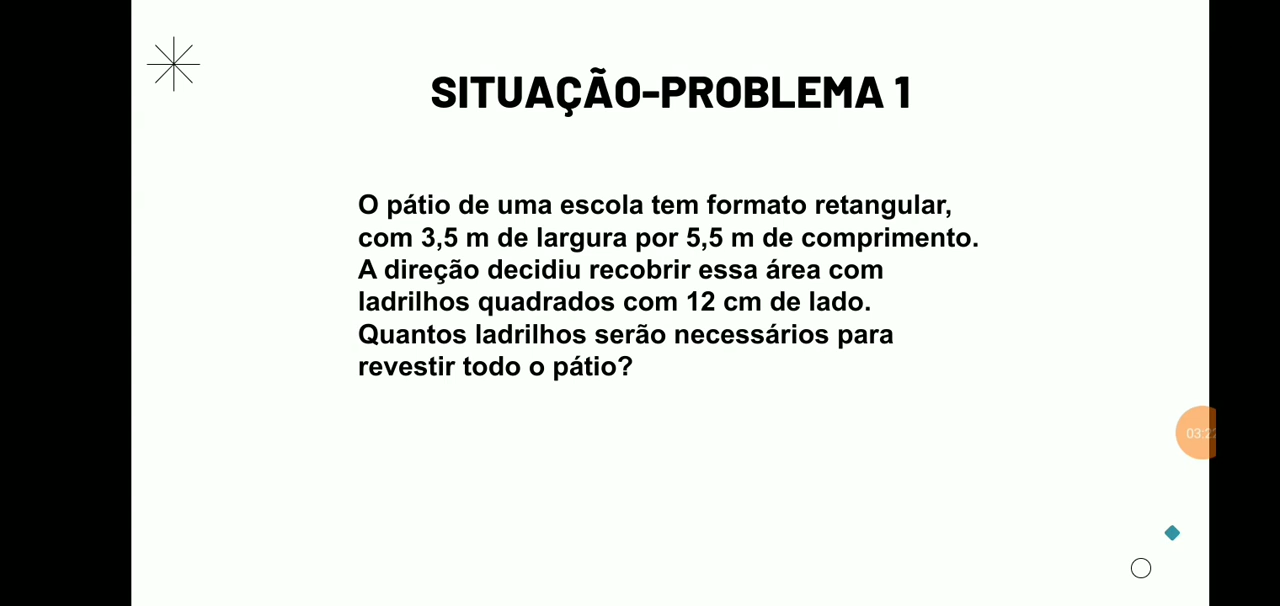 SITUAÇÃO-PROBLEMA 1
O pátio de uma escola tem formato retangular,
com 3,5 m de largura por 5,5 m de comprimento.
A direção decidiu recobrir essa área com
ladrilhos quadrados com 12 cm de lado.
Quantos ladrilhos serão necessários para
revestir todo o pátio?